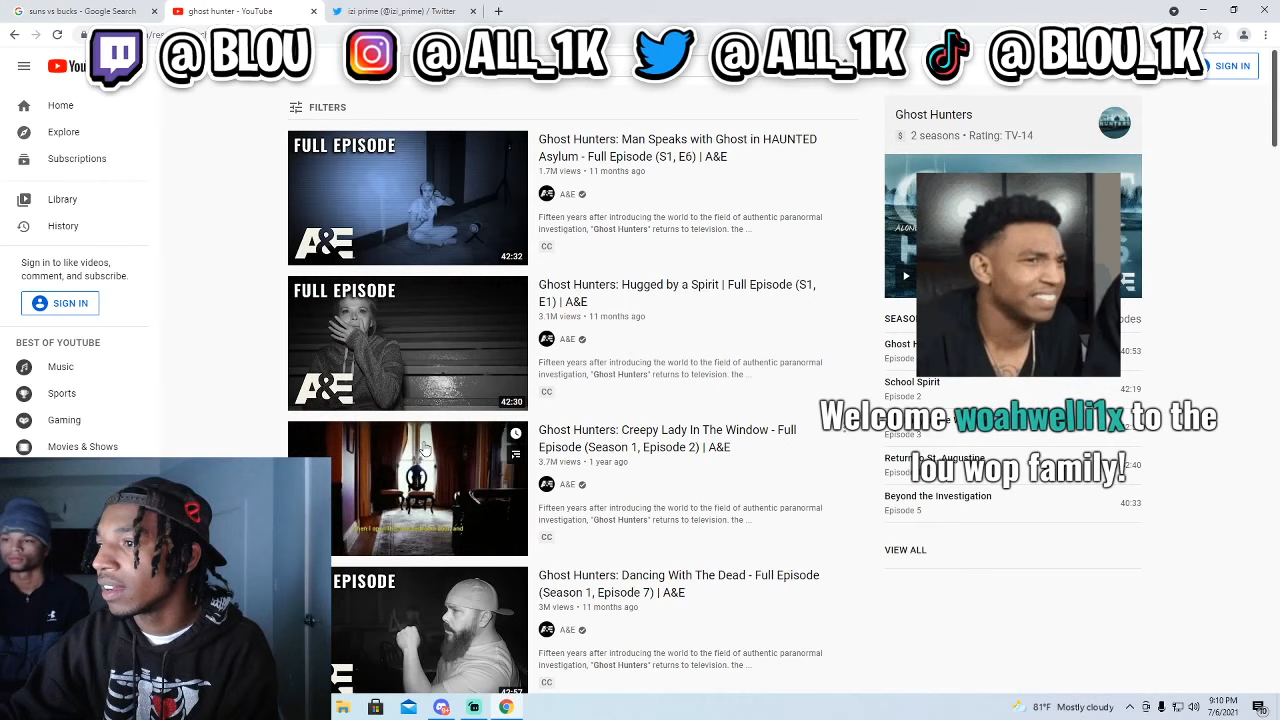 suns vs bucks - Google Search
ghost hunter - YouTube
izi prime (@izi_prime) / Twitter
@ BLOU
@ ALL_1K
@ ALL_1K
@ BLOU_1K
SIGN IN
Home
Explore
Subscriptions
Library
History
Sign in to like videos,
comment, and subscribe.
SIGN IN
BEST OF YOUTUBE
Music
Sports
Gaming
Movies & Shows
FILTERS
FULL EPISODE
A&E
42:32
Ghost Hunters: Man Speaks with Ghost in HAUNTED
Asylum - Full Episode (S1, E6) | A&E
1.7M views • 11 months ago
A&E
Fifteen years after introducing the world to the field of authentic paranormal
investigation, "Ghost Hunters" returns to television. the ...
CC
FULL EPISODE
A&E
42:30
Ghost Hunters: Hugged by a Spirit | Full Episode (S1,
E1) | A&E
3.1M views • 11 months ago
A&E
Fifteen years after introducing the world to the field of authentic paranormal
investigation, "Ghost Hunters" returns to television. the ...
CC
Ghost Hunters: Creepy Lady In The Window - Full
Episode (Season 1, Episode 2) | A&E
3.7M views • 1 year ago
A&E
Fifteen years after introducing the world to the field of authentic paranormal
investigation, "Ghost Hunters" returns to television. the ...
CC
EPISODE
A&E
42:57
Ghost Hunters: Dancing With The Dead - Full Episode
(Season 1, Episode 7) | A&E
3M views • 11 months ago
A&E
Fifteen years after introducing the world to the field of authentic paranormal
investigation, "Ghost Hunters" returns to television. the ...
CC
Ghost Hunters
$ 2 seasons • Rating: TV-14
40:53
School Spirit
Episode 2
42:19
Welcome woahwelli1x to the
lou wop family!
Episode 3
Return to St. Augustine
Beyond the Investigation
Episode 5
40:33
VIEW ALL
81°F Mostly cloudy
9:10 PM
7/6/2021